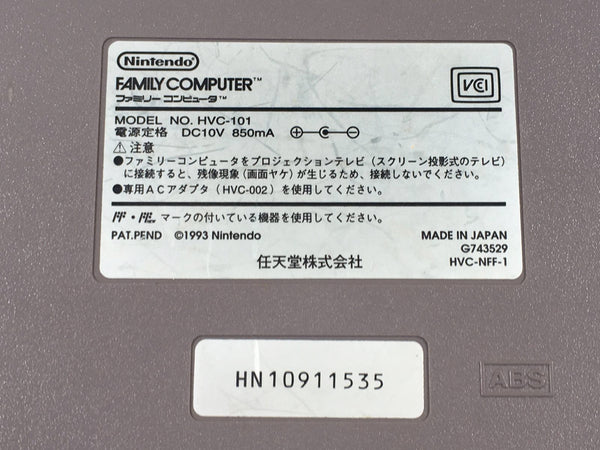 Nintendo
FAMILY COMPUTER™
ファミリー コンピュータ™
VCI
MODEL NO. HVC-101
電源定格 DC10V 850mA
⚠注意
●ファミリーコンピュータをプロジェクションテレビ（スクリーン投影式のテレビ）
に接続すると、残像現象（画面ヤケ）が生じるため、接続しないでください。
●専用ACアダプタ（HVC-002）を使用してください。
FF・FF マークの付いている機器を使用してください。
PAT.PEND ©1993 Nintendo
MADE IN JAPAN
G743529
HVC-NFF-1
任天堂株式会社
HN10911535
ABS